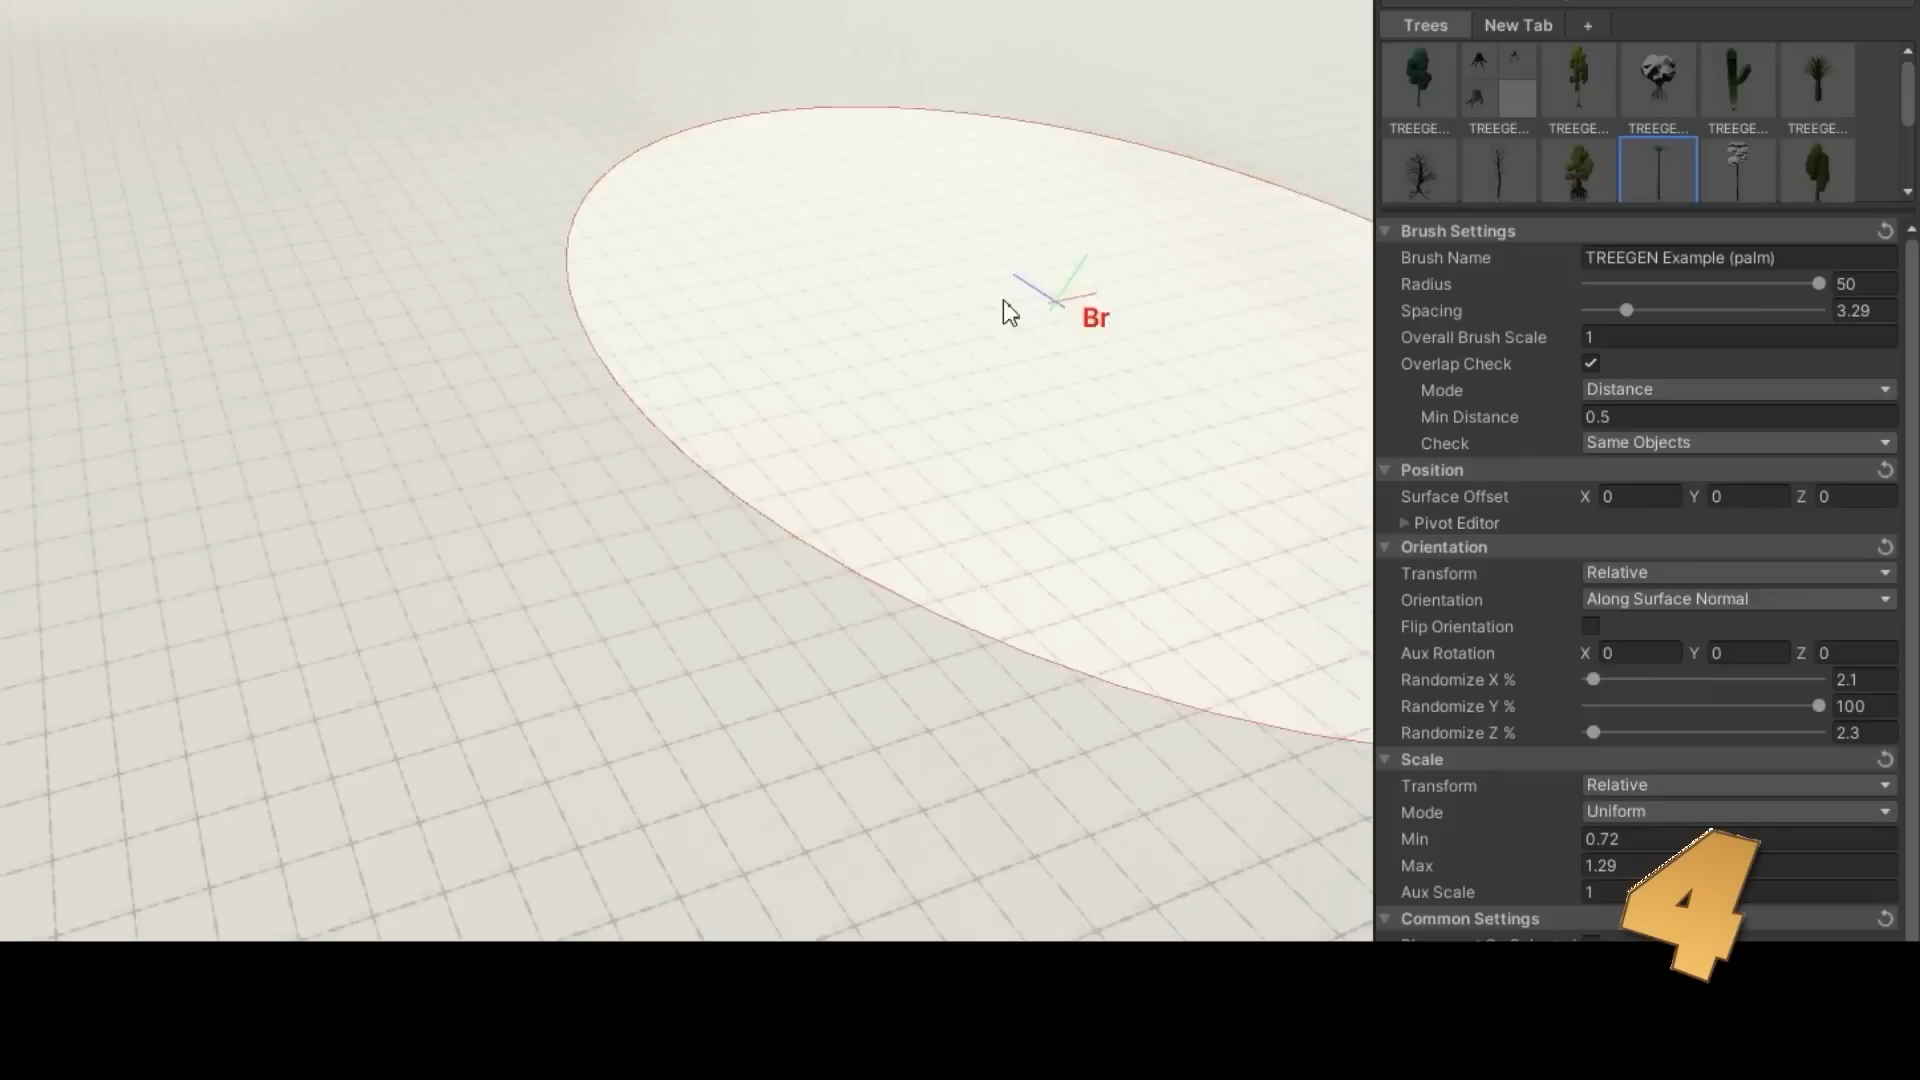 Trees New Tab +
TREEGE... TREEGE... TREEGE... TREEGE... TREEGE... TREEGE...
Brush Settings
Brush Name TREEGEN Example (palm)
Radius 50
Br
Spacing 3.29
Overall Brush Scale 1
Overlap Check
Mode Distance
Min Distance 0.5
Check Same Objects
Position
Surface Offset X 0 Y 0 Z 0
Pivot Editor
Orientation
Transform Relative
Orientation Along Surface Normal
Flip Orientation
Aux Rotation X 0 Y 0 Z 0
Randomize X % 2.1
Randomize Y % 100
Randomize Z % 2.3
Scale
Transform Relative
Mode Uniform
Min 0.72
Max 1.29
Aux Scale 1
4
Common Settings